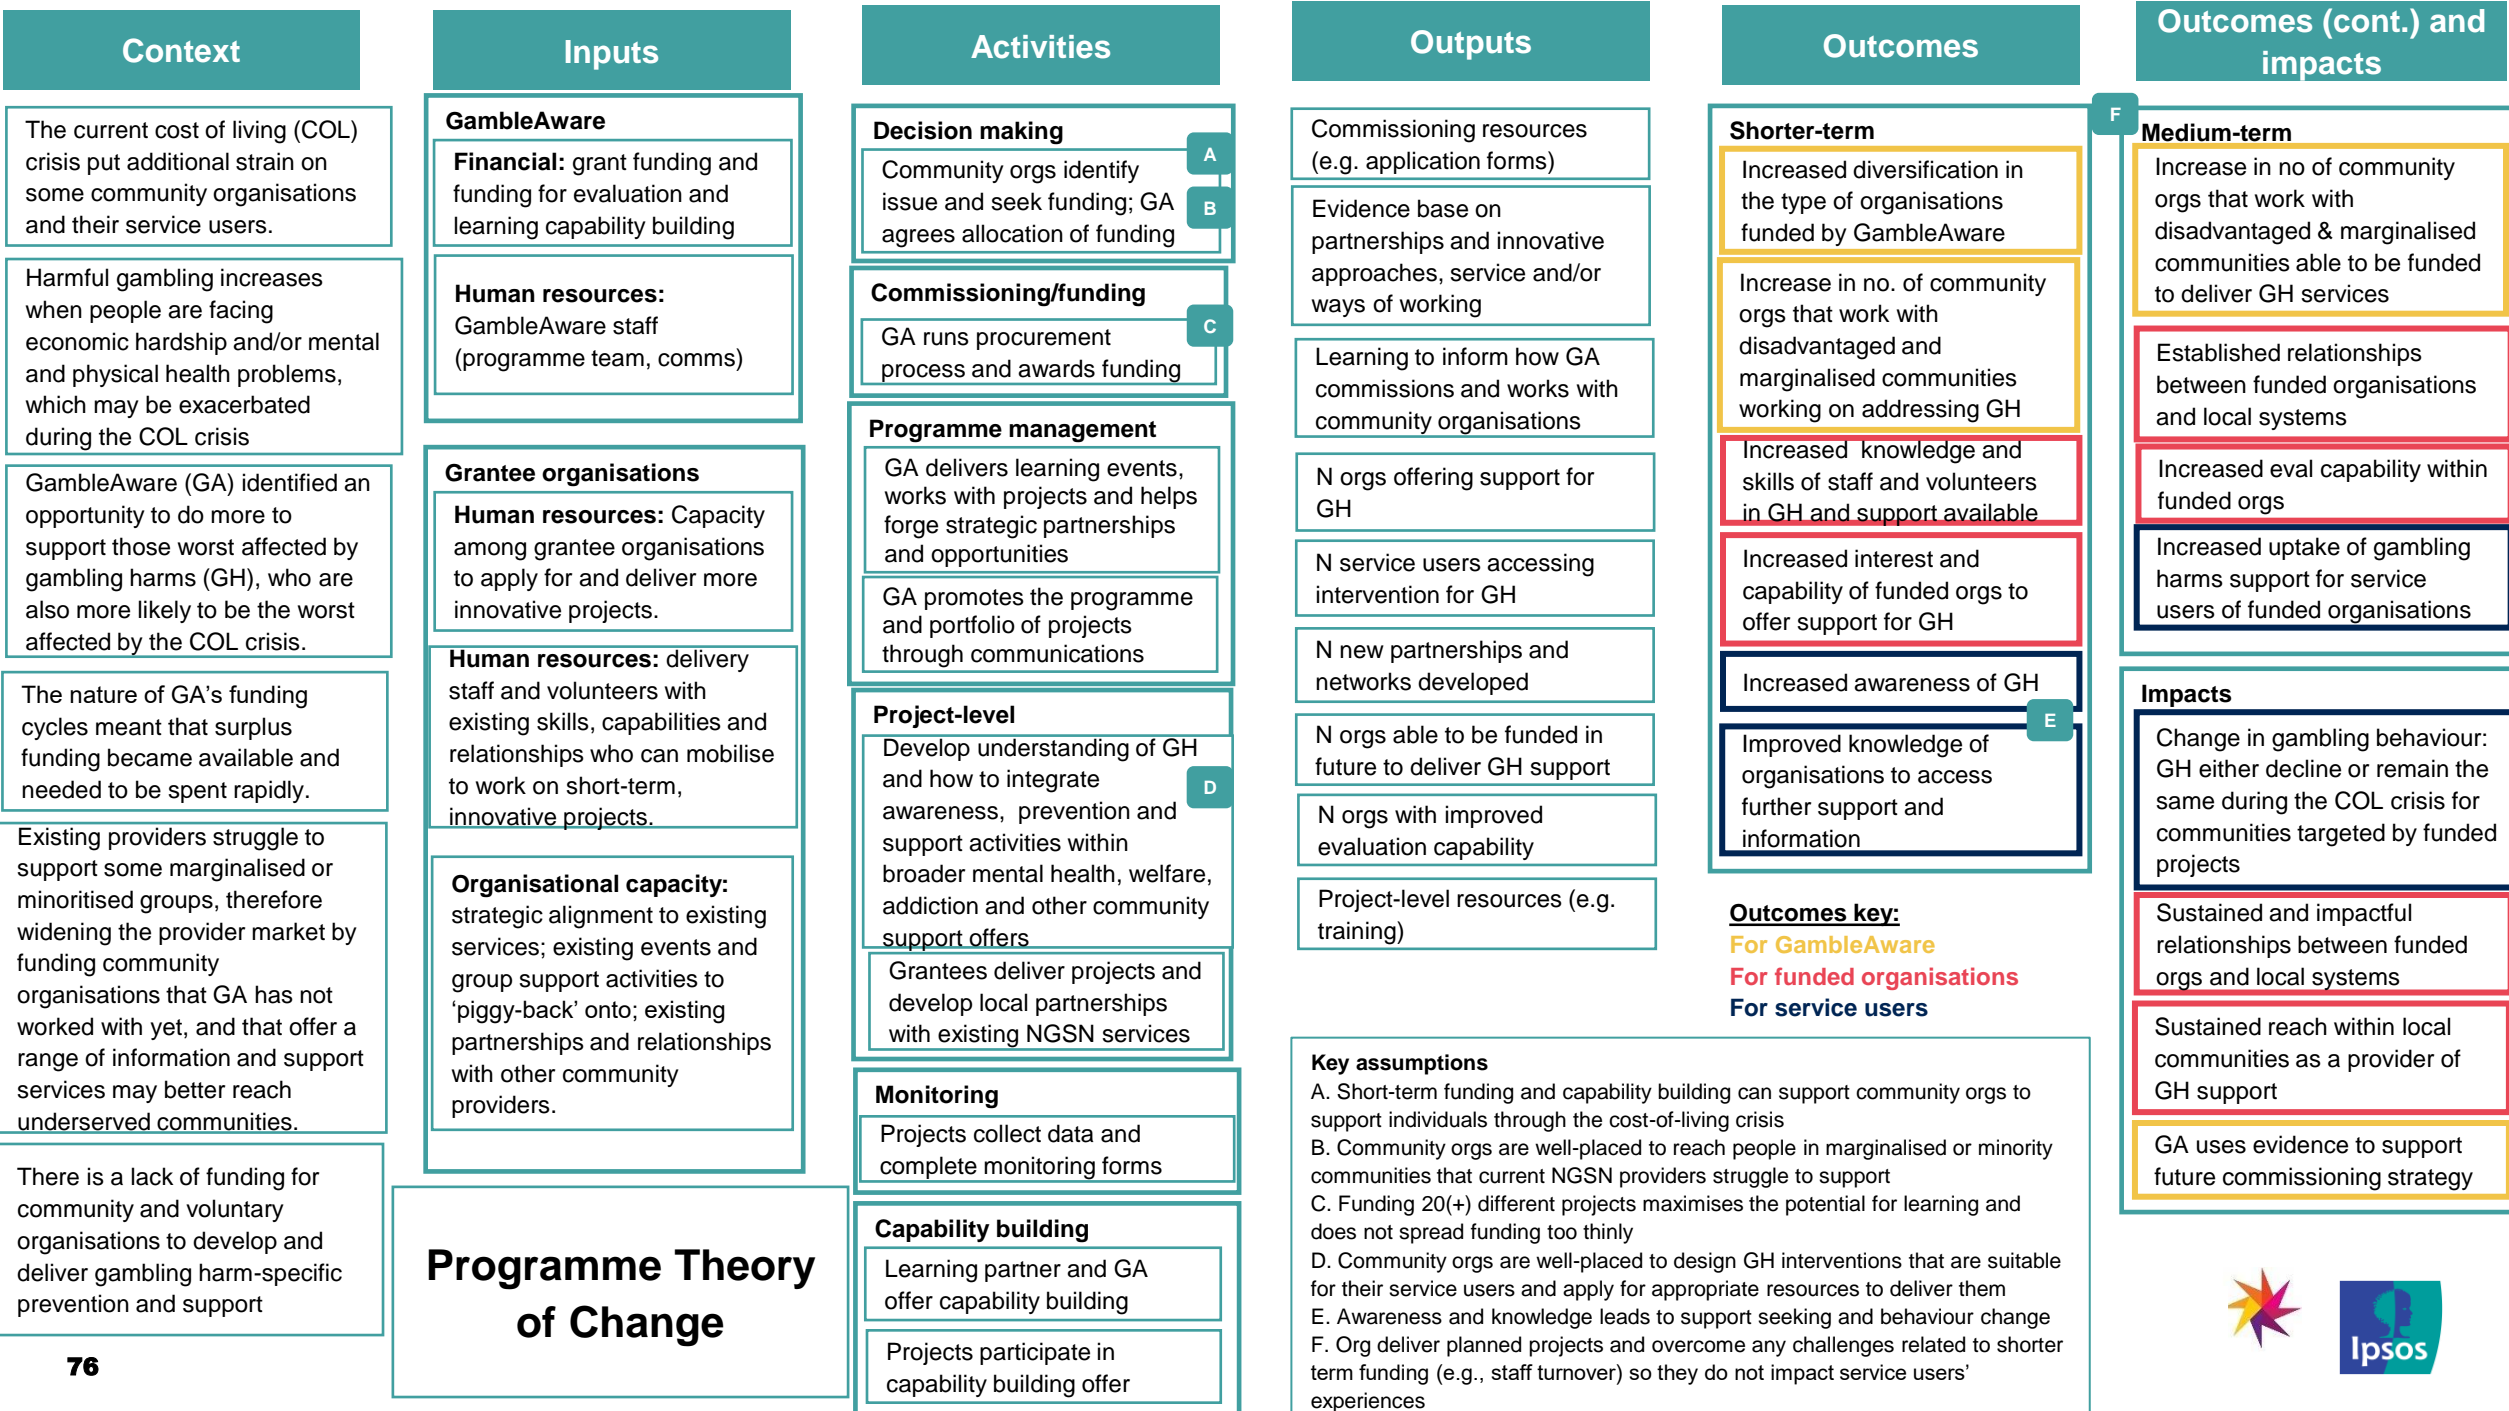 Context
The current cost of living (COL)
crisis put additional strain on
some community organisations
and their service users.
Harmful gambling increases
when people are facing
economic hardship and/or mental
and physical health problems,
which may be exacerbated
during the COL crisis
GambleAware (GA) identified an
opportunity to do more to
support those worst affected by
gambling harms (GH), who are
also more likely to be the worst
affected by the COL crisis.
The nature of GA’s funding
cycles meant that surplus
funding became available and
needed to be spent rapidly.
Existing providers struggle to
support some marginalised or
minoritised groups, therefore
widening the provider market by
funding community
organisations that GA has not
worked with yet, and that offer a
range of information and support
services may better reach
underserved communities.
There is a lack of funding for
community and voluntary
organisations to develop and
deliver gambling harm-specific
prevention and support
76
Inputs
GambleAware
Financial: grant funding and
funding for evaluation and
learning capability building
Human resources:
GambleAware staff
(programme team, comms)
Grantee organisations
Human resources: Capacity
among grantee organisations
to apply for and deliver more
innovative projects.
Human resources: delivery
staff and volunteers with
existing skills, capabilities and
relationships who can mobilise
to work on short-term,
innovative projects.
Organisational capacity:
strategic alignment to existing
services; existing events and
group support activities to
‘piggy-back’ onto; existing
partnerships and relationships
with other community
providers.
Programme Theory
of Change
Activities
Decision making
A
Community orgs identify
issue and seek funding; GA
B
agrees allocation of funding
Commissioning/funding
C
GA runs procurement
process and awards funding
Programme management
GA delivers learning events,
works with projects and helps
forge strategic partnerships
and opportunities
GA promotes the programme
and portfolio of projects
through communications
Project-level
Develop understanding of GH
and how to integrate
D
awareness, prevention and
support activities within
broader mental health, welfare,
addiction and other community
support offers
Grantees deliver projects and
develop local partnerships
with existing NGSN services
Monitoring
Projects collect data and
complete monitoring forms
Capability building
Learning partner and GA
offer capability building
Projects participate in
capability building offer
Outputs
Commissioning resources
(e.g. application forms)
Evidence base on
partnerships and innovative
approaches, service and/or
ways of working
Learning to inform how GA
commissions and works with
community organisations
N orgs offering support for
GH
N service users accessing
intervention for GH
N new partnerships and
networks developed
N orgs able to be funded in
future to deliver GH support
N orgs with improved
evaluation capability
Project-level resources (e.g.
training)
Outcomes
Shorter-term
Increased diversification in
the type of organisations
funded by GambleAware
Increase in no. of community
orgs that work with
disadvantaged and
marginalised communities
working on addressing GH
Increased knowledge and
skills of staff and volunteers
in GH and support available
Increased interest and
capability of funded orgs to
offer support for GH
Increased awareness of GH
E
Improved knowledge of
organisations to access
further support and
information
Outcomes key:
For GambleAware
For funded organisations
For service users
Key assumptions
A. Short-term funding and capability building can support community orgs to
support individuals through the cost-of-living crisis
B. Community orgs are well-placed to reach people in marginalised or minority
communities that current NGSN providers struggle to support
C. Funding 20(+) different projects maximises the potential for learning and
does not spread funding too thinly
D. Community orgs are well-placed to design GH interventions that are suitable
for their service users and apply for appropriate resources to deliver them
E. Awareness and knowledge leads to support seeking and behaviour change
F. Org deliver planned projects and overcome any challenges related to shorter
term funding (e.g., staff turnover) so they do not impact service users’
experiences
Outcomes (cont.) and
impacts
F
Medium-term
Increase in no of community
orgs that work with
disadvantaged & marginalised
communities able to be funded
to deliver GH services
Established relationships
between funded organisations
and local systems
Increased eval capability within
funded orgs
Increased uptake of gambling
harms support for service
users of funded organisations
Impacts
Change in gambling behaviour:
GH either decline or remain the
same during the COL crisis for
communities targeted by funded
projects
Sustained and impactful
relationships between funded
orgs and local systems
Sustained reach within local
communities as a provider of
GH support
GA uses evidence to support
future commissioning strategy
Ipsos